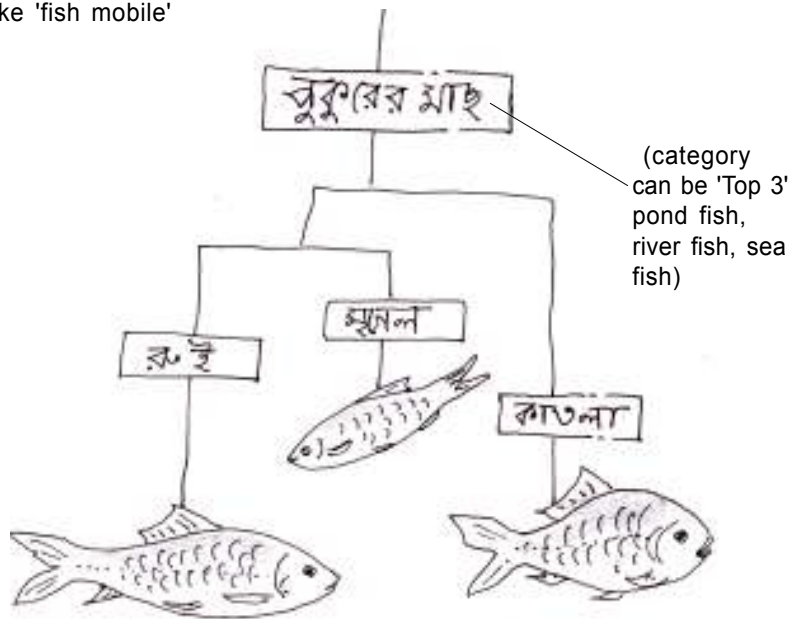 ke 'fish mobile'
পুকুরের মাছ
(category
can be 'Top 3'
pond fish,
river fish, sea
fish)
মৃগেল
রুই
কাতলা